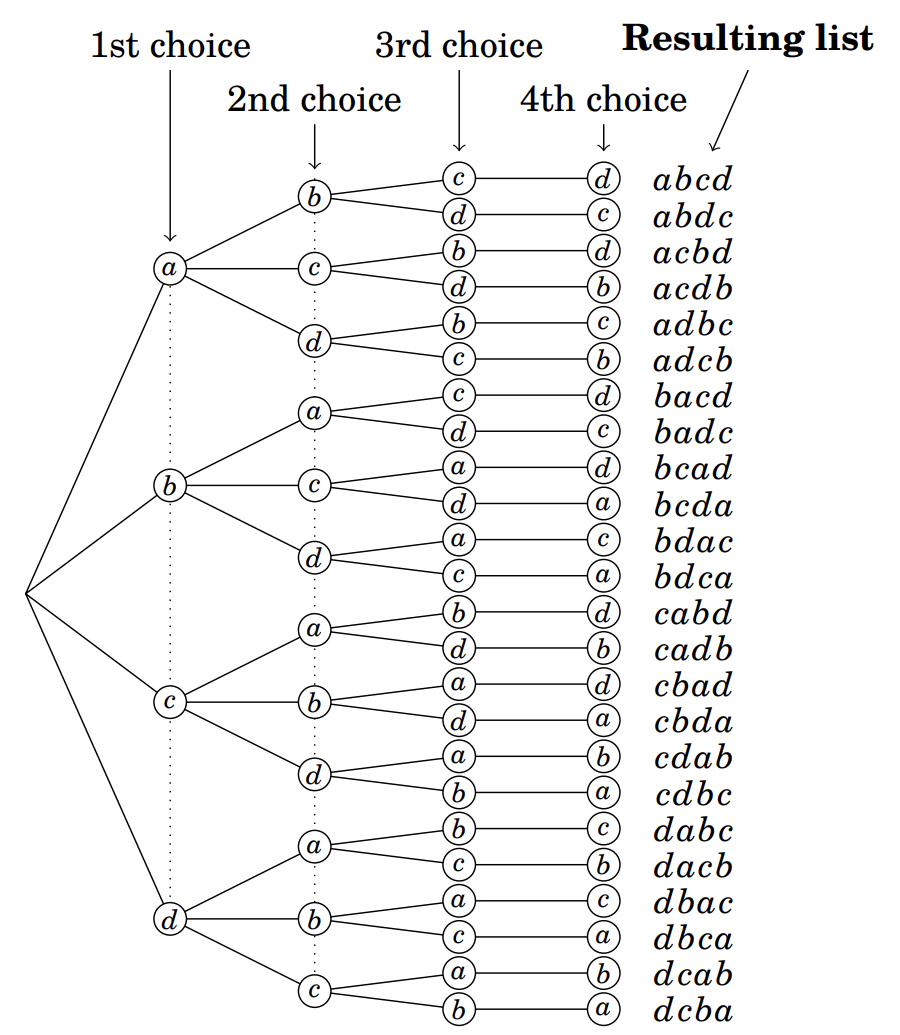 1st choice 3rd choice Resulting list
2nd choice 4th choice
c d abcd
b
d c abdc
b d acbd
a c
d b acdb
b c adbc
d
c b adcb
c d bacd
a
d c badc
a d bcad
b c
d a bcda
a c bdac
d
c a bdca
b d cabd
a
d b cadb
a d cbad
c b
d a cbda
a b cdab
d
b a cdbc
b c dabc
a
c b dacb
a c dbac
d b
c a dbca
a b dcab
c
b a dcba